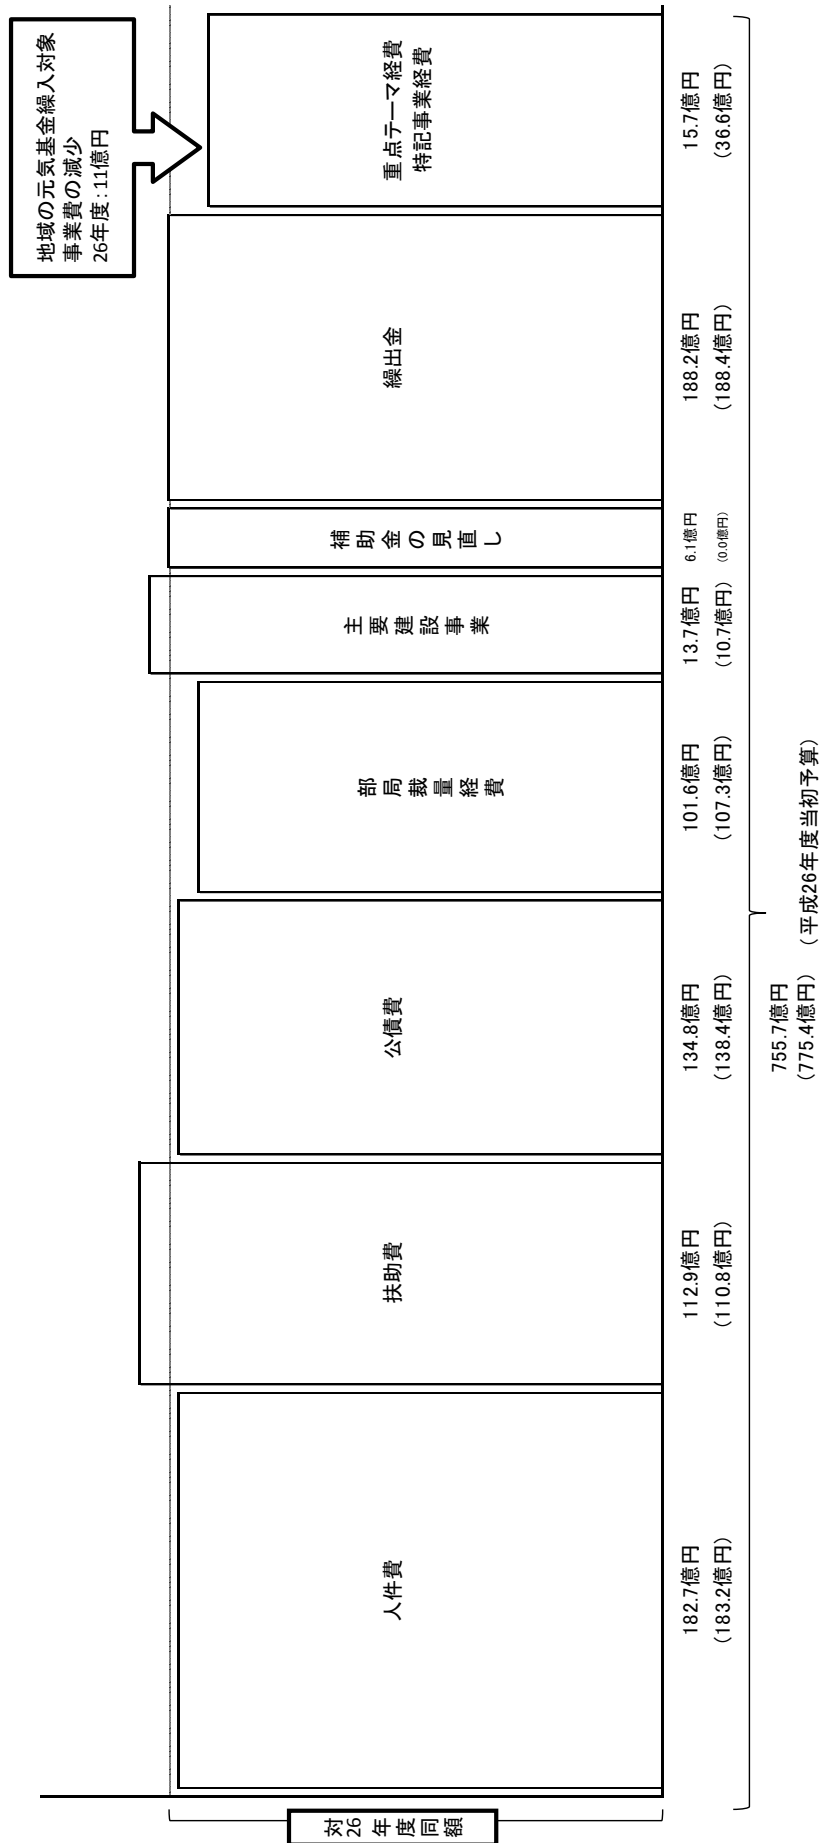 地域の元気基金繰入対象
事業費の減少
26年度：11億円
対26年度同額
人件費
扶助費
公債費
部局裁量経費
主要建設事業
補助金の見直し
繰出金
重点テーマ経費
特記事業経費
182.7億円
（183.2億円）
112.9億円
（110.8億円）
134.8億円
（138.4億円）
101.6億円
（107.3億円）
13.7億円
（10.7億円）
6.1億円
（0.0億円）
188.2億円
（188.4億円）
15.7億円
（36.6億円）
755.7億円
（775.4億円）　（平成26年度当初予算）